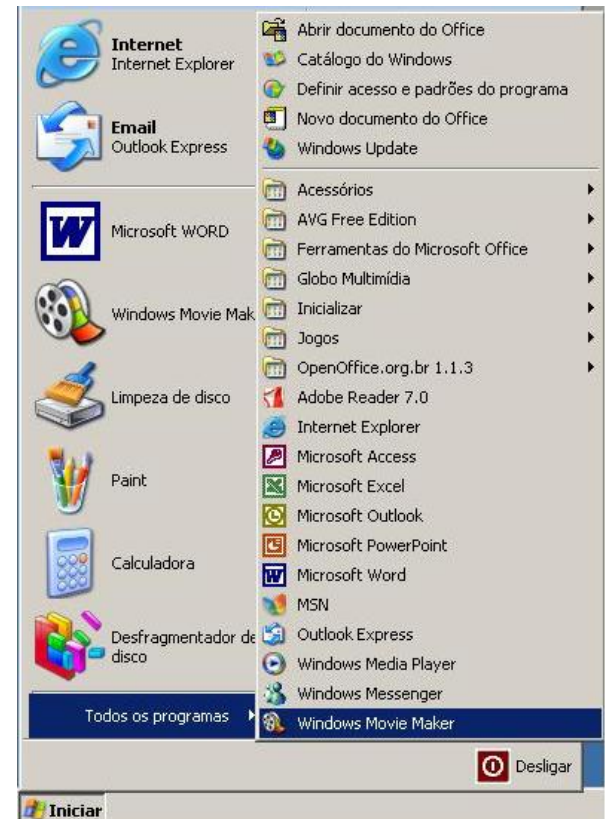 Internet
Internet Explorer
Email
Outlook Express
Microsoft WORD
Windows Movie Mak
Limpeza de disco
Paint
Calculadora
Desfragmentador de
disco
Todos os programas
Abrir documento do Office
Catálogo do Windows
Definir acesso e padrões do programa
Novo documento do Office
Windows Update
Acessórios
AVG Free Edition
Ferramentas do Microsoft Office
Globo Multimídia
Inicializar
Jogos
OpenOffice.org.br 1.1.3
Adobe Reader 7.0
Internet Explorer
Microsoft Access
Microsoft Excel
Microsoft Outlook
Microsoft PowerPoint
Microsoft Word
MSN
Outlook Express
Windows Media Player
Windows Messenger
Windows Movie Maker
Desligar
Iniciar